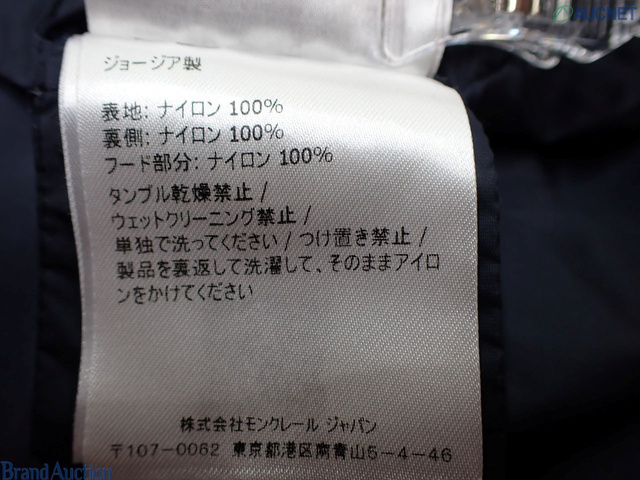 AUCNET
ジョージア製
表地: ナイロン 100%
裏側: ナイロン 100%
フード部分: ナイロン 100%
タンブル乾燥禁止 /
ウェットクリーニング禁止 /
単独で洗ってください / つけ置き禁止 /
製品を裏返して洗濯して、そのままアイロ
ンをかけてください
株式会社モンクレール ジャパン
〒107-0062 東京都港区南青山5-4-46
Brand Auction